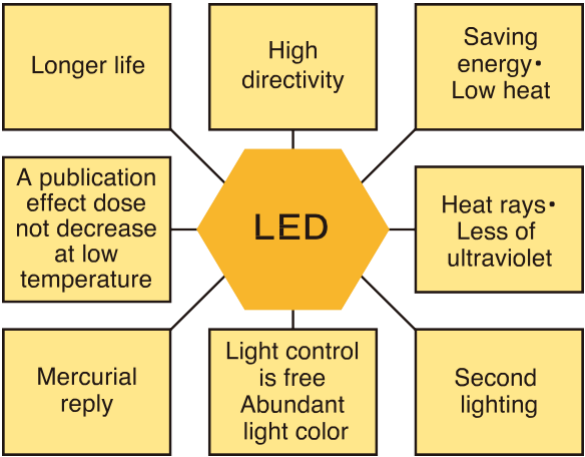 Longer life
High
directivity
Saving
energy•
Low heat
A publication
effect dose
not decrease
at low
temperature
LED
Heat rays•
Less of
ultraviolet
Mercurial
reply
Light control
is free
Abundant
light color
Second
lighting